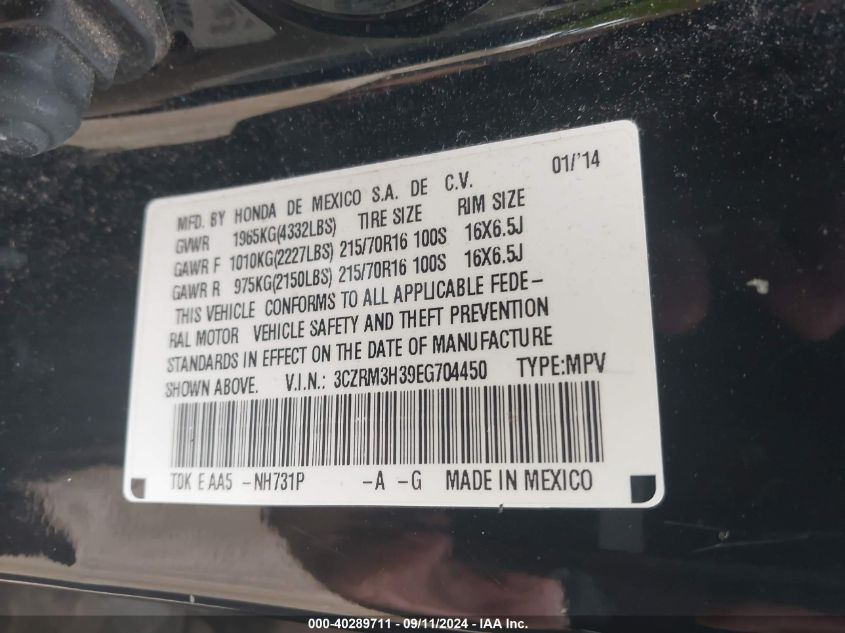 MFD. BY HONDA DE MEXICO S.A. DE C.V. 01/'14
GVWR 1965KG(4332LBS) TIRE SIZE RIM SIZE
GAWR F 1010KG(2227LBS) 215/70R16 100S 16X6.5J
GAWR R 975KG(2150LBS) 215/70R16 100S 16X6.5J
THIS VEHICLE CONFORMS TO ALL APPLICABLE FEDE-
RAL MOTOR VEHICLE SAFETY AND THEFT PREVENTION
STANDARDS IN EFFECT ON THE DATE OF MANUFACTURE
SHOWN ABOVE. V.I.N.: 3CZRM3H39EG704450 TYPE:MPV
TDK E AA5 -NH731P -A -G MADE IN MEXICO
000-40289711 - 09/11/2024 - IAA Inc.